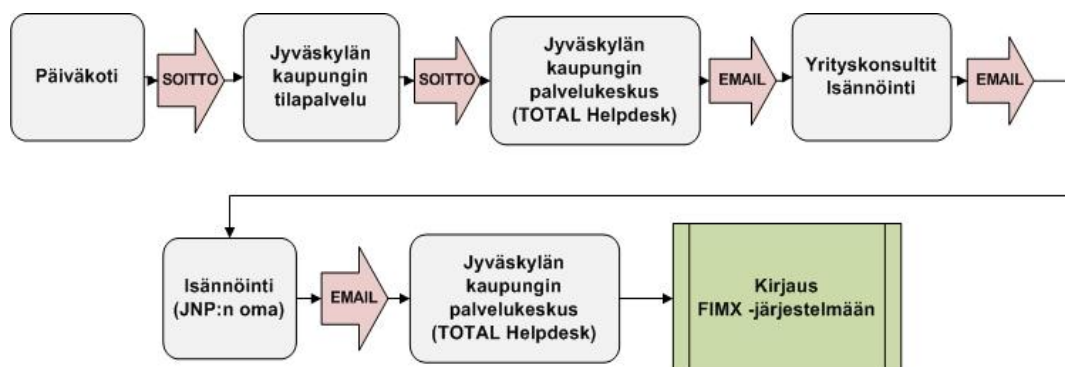 Päiväkoti
SOITTO
Jyväskylän
kaupungin
tilapalvelu
SOITTO
Jyväskylän
kaupungin
palvelukeskus
(TOTAL Helpdesk)
EMAIL
Yrityskonsultit
Isännöinti
EMAIL
Isännöinti
(JNP:n oma)
EMAIL
Jyväskylän
kaupungin
palvelukeskus
(TOTAL Helpdesk)
Kirjaus
FIMX -järjestelmään